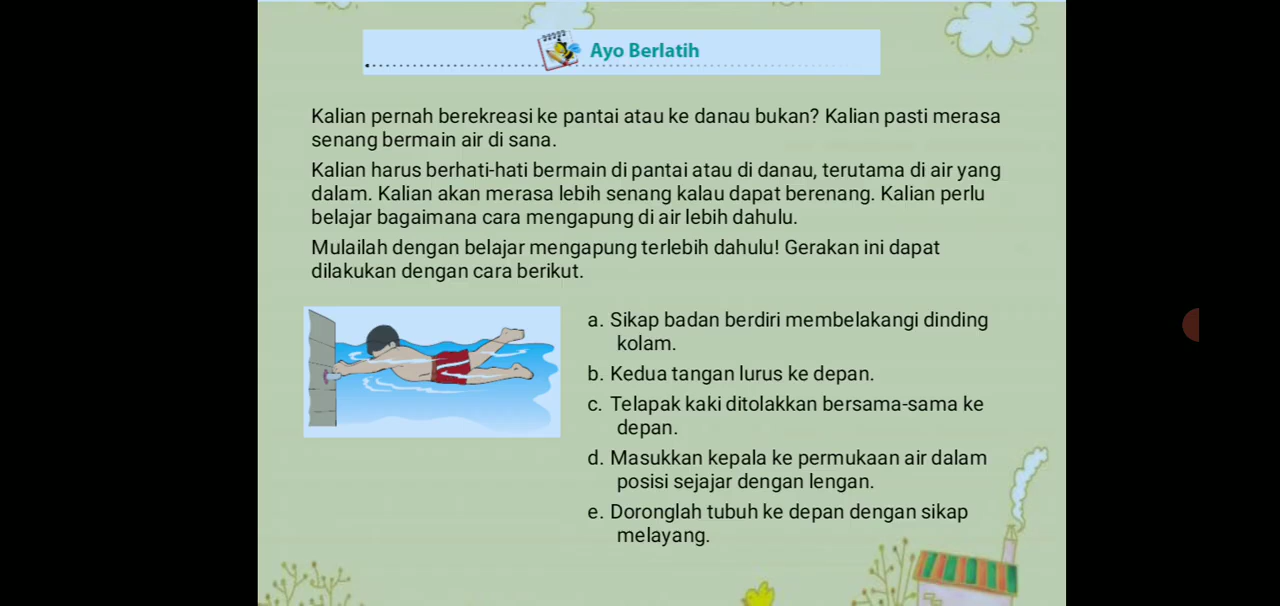 Ayo Berlatih
Kalian pernah berekreasi ke pantai atau ke danau bukan? Kalian pasti merasa
senang bermain air di sana.
Kalian harus berhati-hati bermain di pantai atau di danau, terutama di air yang
dalam. Kalian akan merasa lebih senang kalau dapat berenang. Kalian perlu
belajar bagaimana cara mengapung di air lebih dahulu.
Mulailah dengan belajar mengapung terlebih dahulu! Gerakan ini dapat
dilakukan dengan cara berikut.
a. Sikap badan berdiri membelakangi dinding
kolam.
b. Kedua tangan lurus ke depan.
c. Telapak kaki ditolakkan bersama-sama ke
depan.
d. Masukkan kepala ke permukaan air dalam
posisi sejajar dengan lengan.
e. Doronglah tubuh ke depan dengan sikap
melayang.